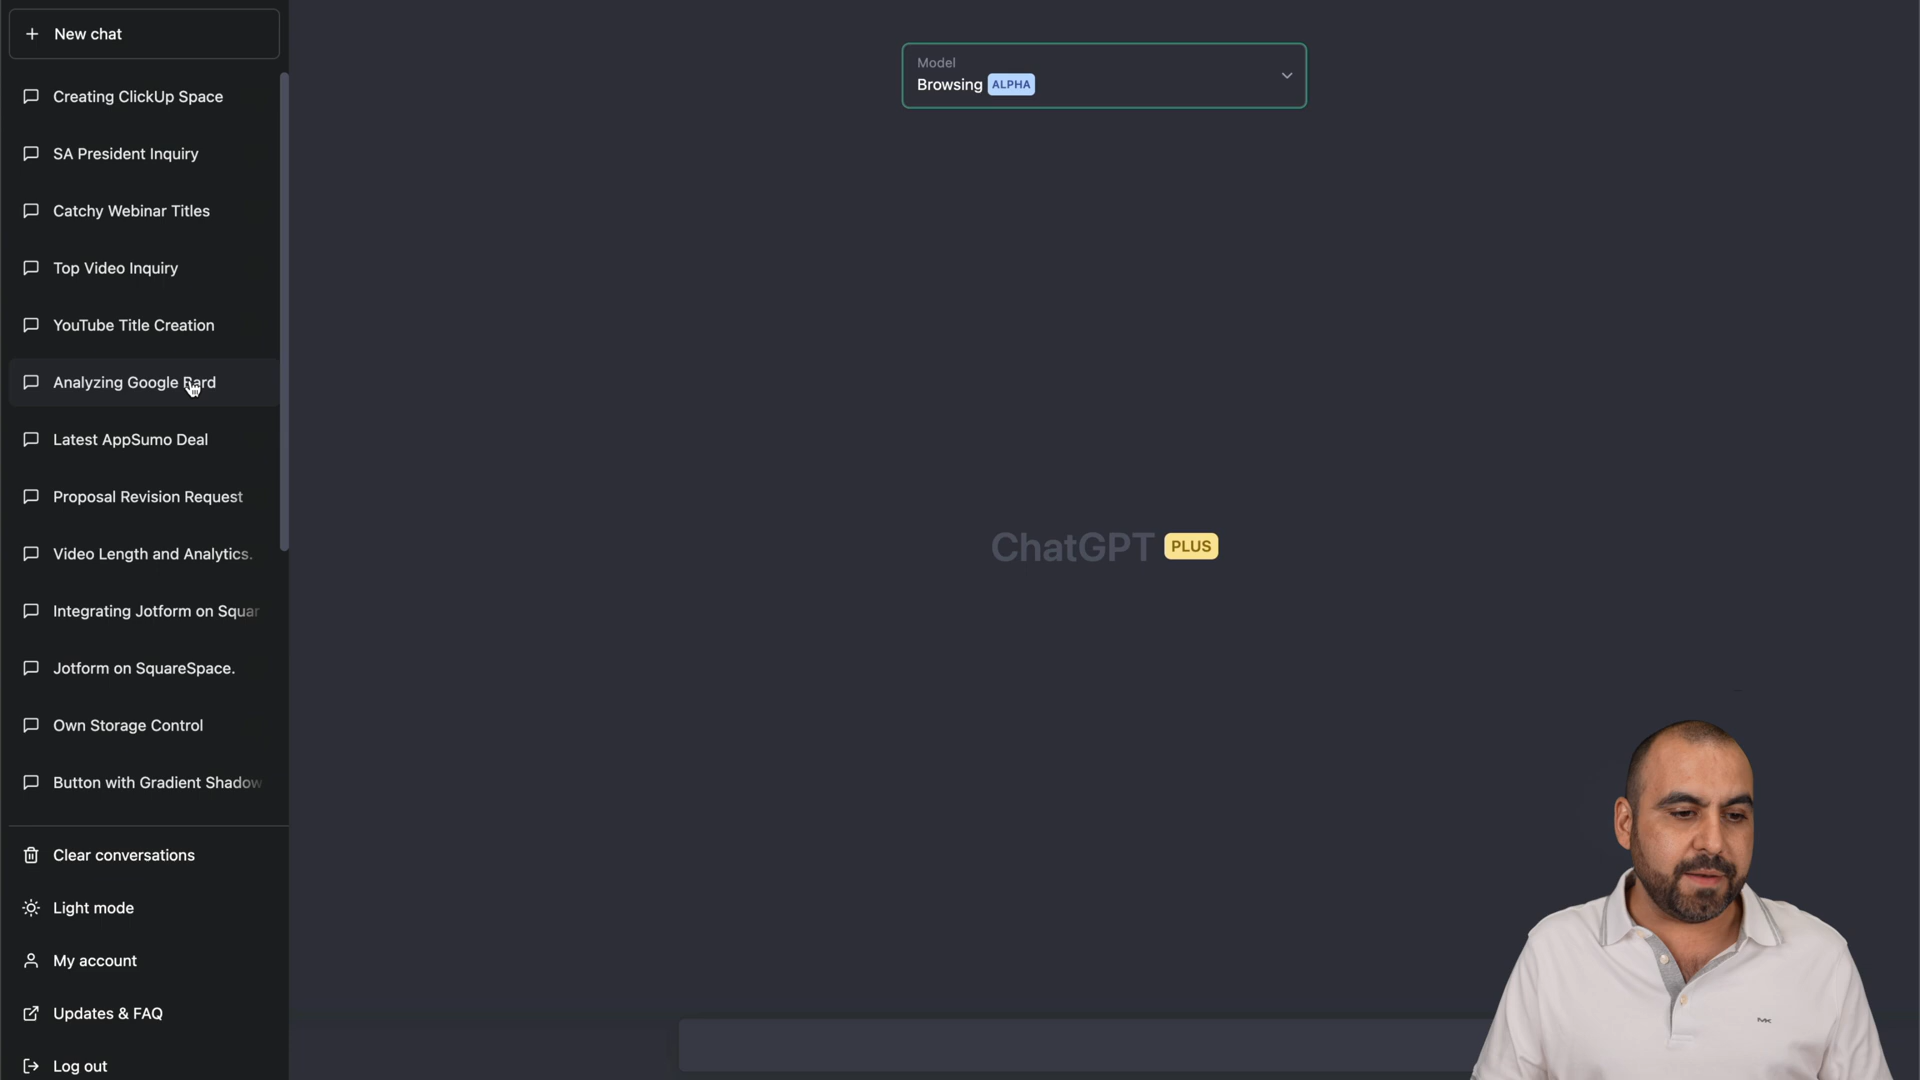 New chat
Creating ClickUp Space
SA President Inquiry
Catchy Webinar Titles
Top Video Inquiry
YouTube Title Creation
Analyzing Google Bard
Latest AppSumo Deal
Proposal Revision Request
Video Length and Analytics.
Integrating Jotform on Squar
Jotform on SquareSpace.
Own Storage Control
Button with Gradient Shadow
Clear conversations
Light mode
My account
Updates & FAQ
Log out
Model
Browsing ALPHA
ChatGPT PLUS
MK